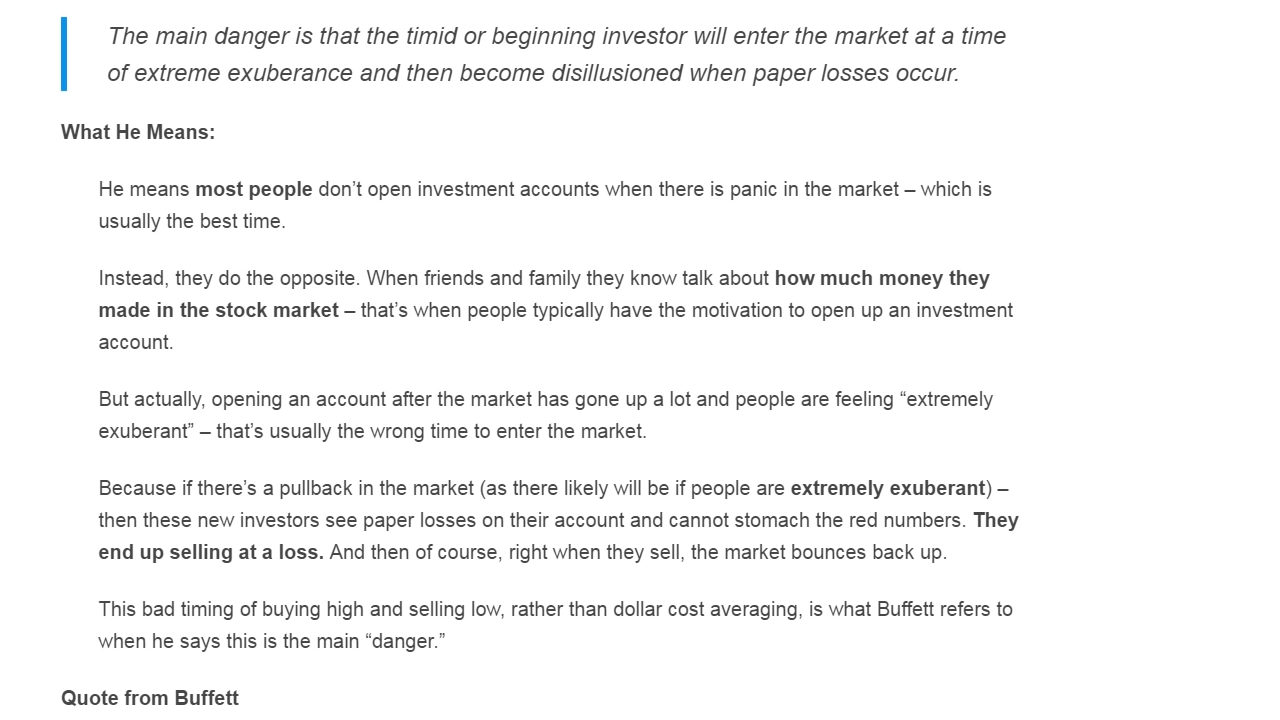 The main danger is that the timid or beginning investor will enter the market at a time
of extreme exuberance and then become disillusioned when paper losses occur.
What He Means:
He means most people don’t open investment accounts when there is panic in the market – which is
usually the best time.
Instead, they do the opposite. When friends and family they know talk about how much money they
made in the stock market – that’s when people typically have the motivation to open up an investment
account.
But actually, opening an account after the market has gone up a lot and people are feeling “extremely
exuberant” – that’s usually the wrong time to enter the market.
Because if there’s a pullback in the market (as there likely will be if people are extremely exuberant) –
then these new investors see paper losses on their account and cannot stomach the red numbers. They
end up selling at a loss. And then of course, right when they sell, the market bounces back up.
This bad timing of buying high and selling low, rather than dollar cost averaging, is what Buffett refers to
when he says this is the main “danger.”
Quote from Buffett